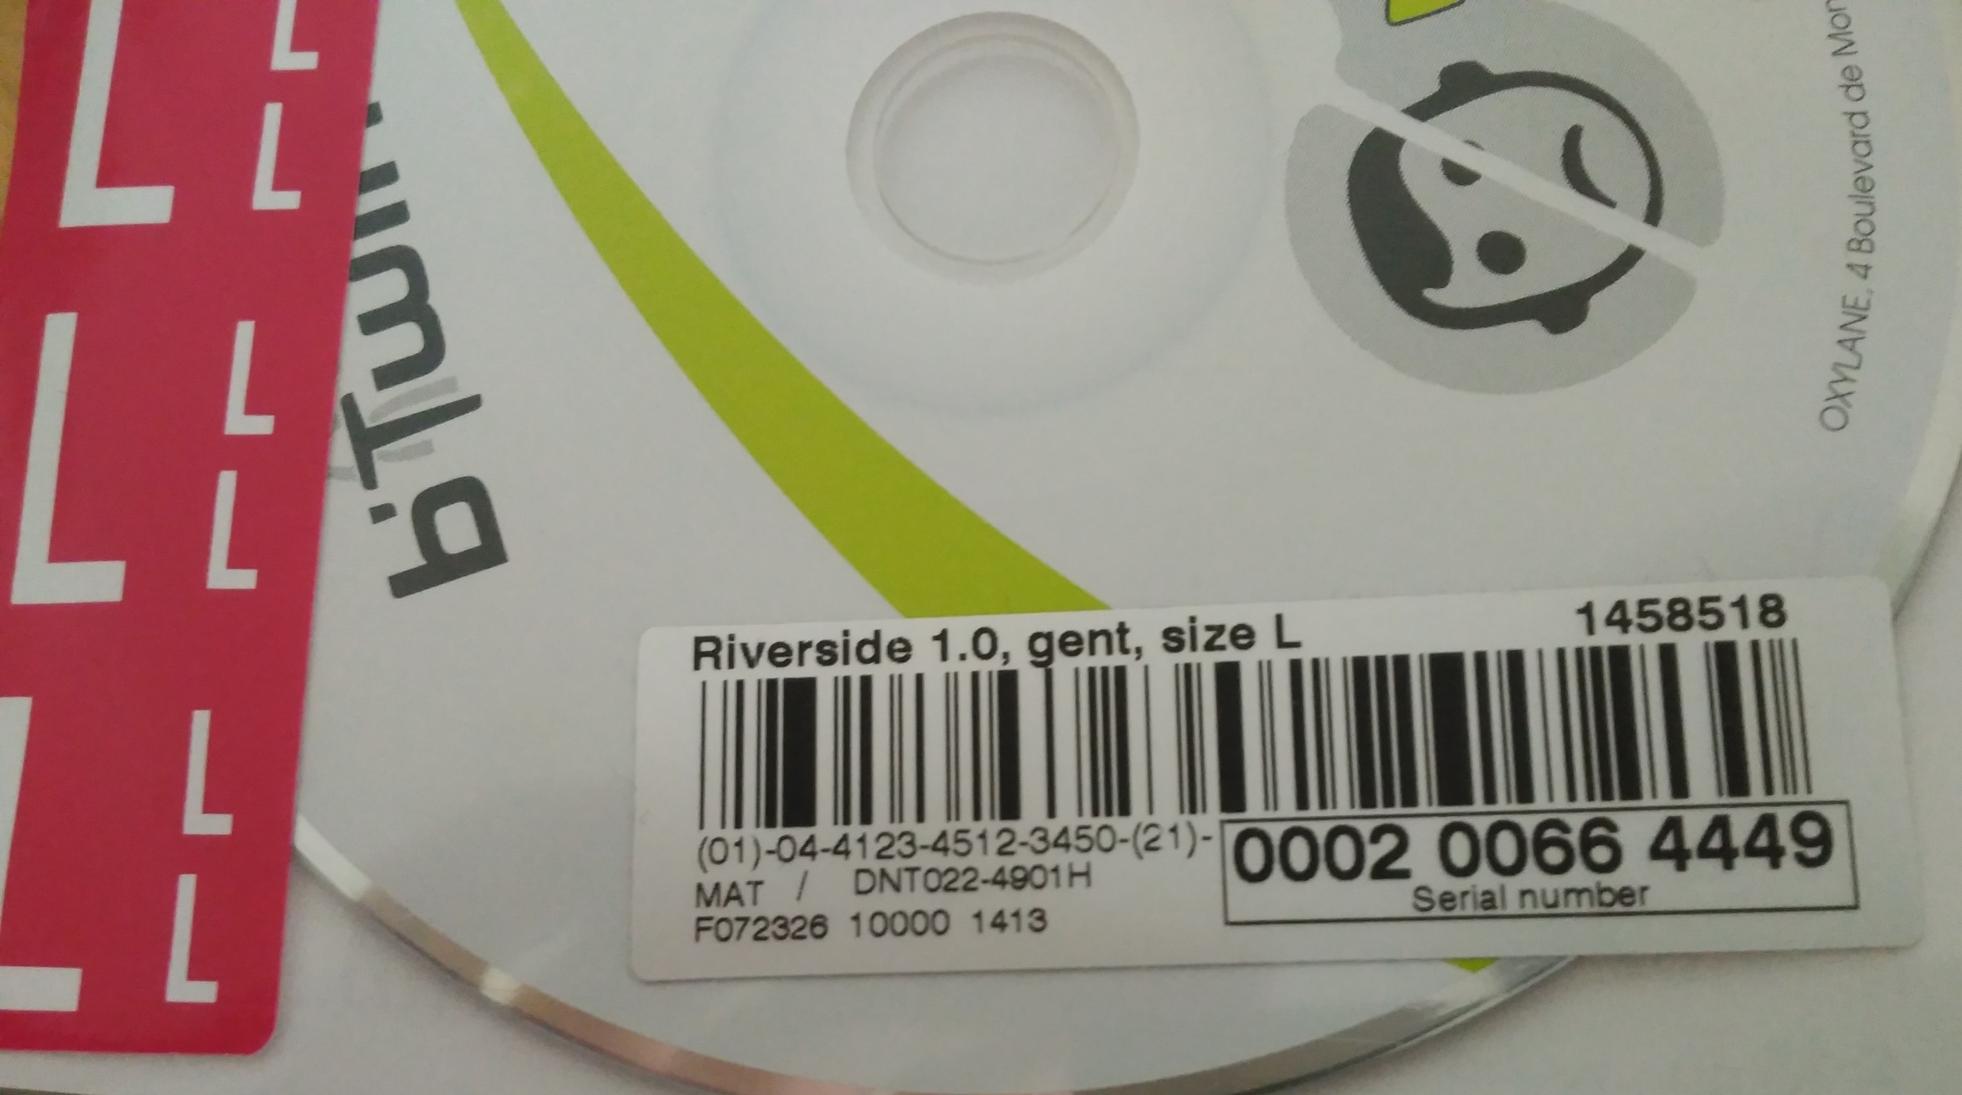 L L
L
L L
L
L
L L
L
b'Twin
OXYLANE, 4 Boulevard de
Riverside 1.0, gent, size L 1458518
(01)-04-4123-4512-3450-(21)- 0002 0066 4449
MAT / DNT022-4901H Serial number
F072326 10000 1413